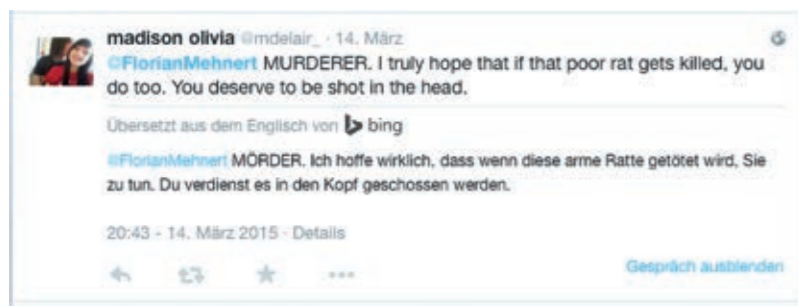 madison olivia @mdelair_ · 14. März
@FlorianMehnert MURDERER. I truly hope that if that poor rat gets killed, you
do too. You deserve to be shot in the head.
Übersetzt aus dem Englisch von bing
@FlorianMehnert MÖRDER. Ich hoffe wirklich, dass wenn diese arme Ratte getötet wird, Sie
zu tun. Du verdienst es in den Kopf geschossen werden.
20:43 - 14. März 2015 · Details
Gespräch ausblenden